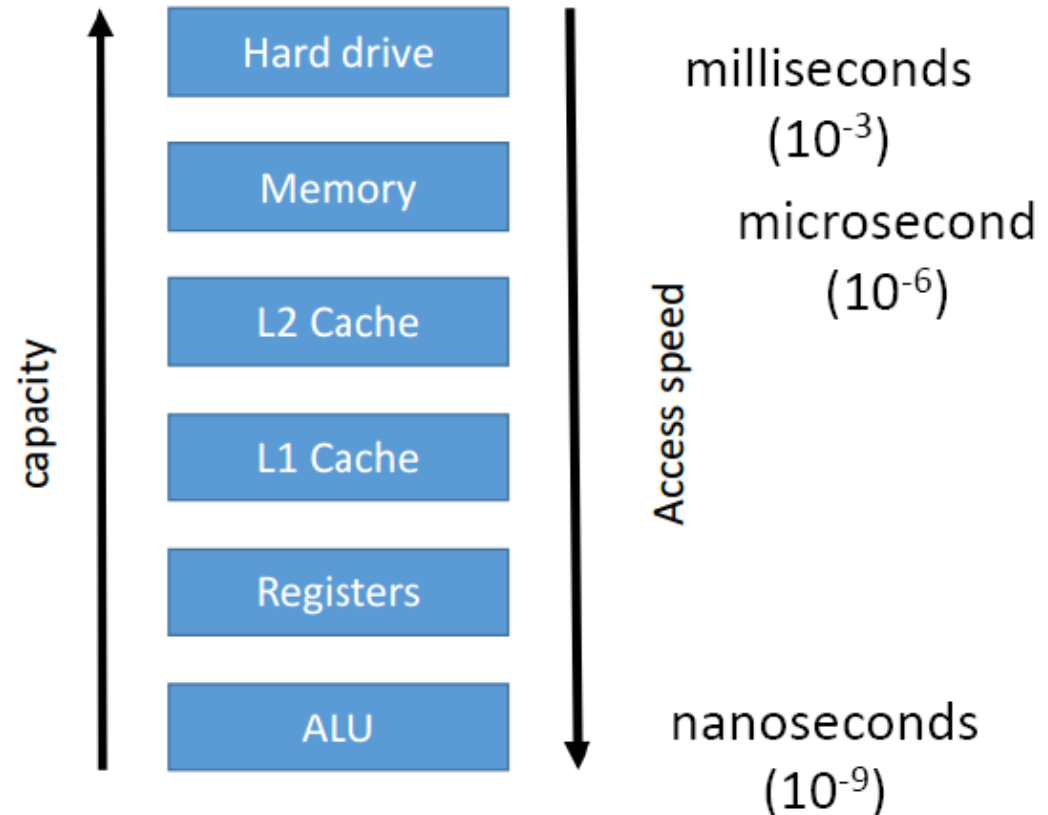 Hard drive
milliseconds
(10⁻³)
Memory
microsecond
(10⁻⁶)
L2 Cache
capacity
Access speed
L1 Cache
Registers
ALU
nanoseconds
(10⁻⁹)